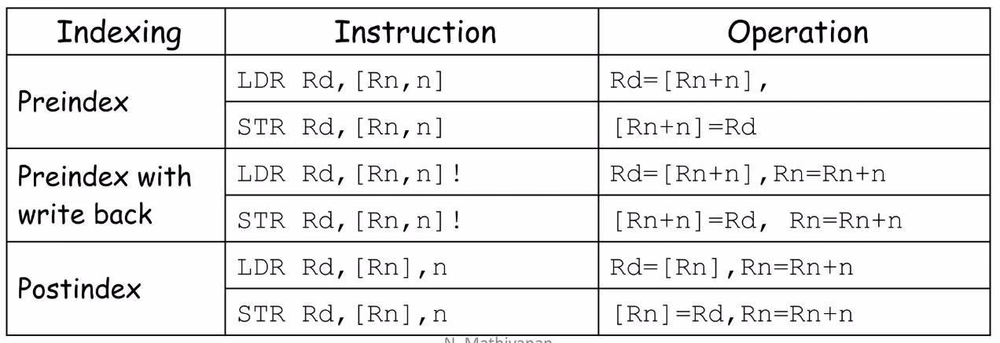 Indexing Instruction Operation
Preindex
LDR Rd,[Rn,n] Rd=[Rn+n],
STR Rd,[Rn,n] [Rn+n]=Rd
Preindex with
write back
LDR Rd,[Rn,n]! Rd=[Rn+n],Rn=Rn+n
STR Rd,[Rn,n]! [Rn+n]=Rd, Rn=Rn+n
Postindex
LDR Rd,[Rn],n Rd=[Rn],Rn=Rn+n
STR Rd,[Rn],n [Rn]=Rd,Rn=Rn+n
N. Mathivanan